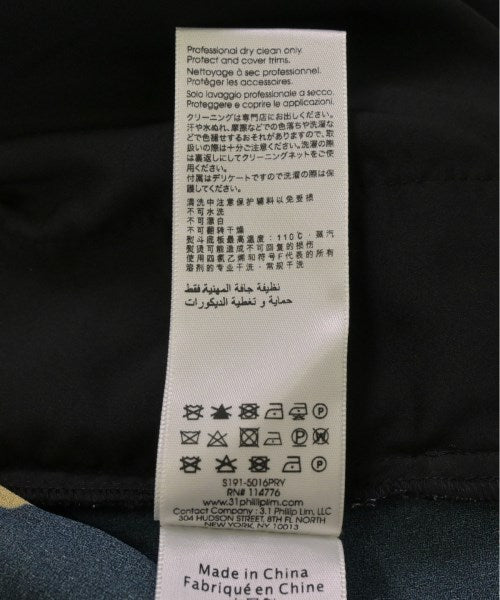 Professional dry clean only.
Protect and cover trims.
Nettoyage à sec professionnel.
Protéger les accessoires.
Solo lavaggio professionale a secco.
Proteggere e coprire le applicazioni.
クリーニングは専門店にお出しください。
汗や水ぬれ、摩擦などでの色落ちや洗濯な
どで色褪せするおそれがありますので、取
扱いの際は十分ご注意ください。洗濯の際
は裏返しにしてクリーニングネットをご使
用ください。
付属はデリケートですので洗濯の際は保
護してください。
清洗中注意保护辅料以免受损
不可水洗
不可漂白
不可翻转干燥
熨斗底板最高温度：110℃，蒸汽
熨烫可能造成不可回复的损伤
使用四氯乙烯和符号F代表的所有
溶剂的专业干洗，常规干洗
نظيفة جافة المهنية.فقط
حماية و تغطية الديكورات
S191-5016PRY
RN# 114776
www.31philliplim.com
Contact Company : 3.1 Phillip Lim.
304 HUDSON STREET, 8TH FL NORTH
NEW YORK, NY 10013
Made in China
Fabriqué en Chine